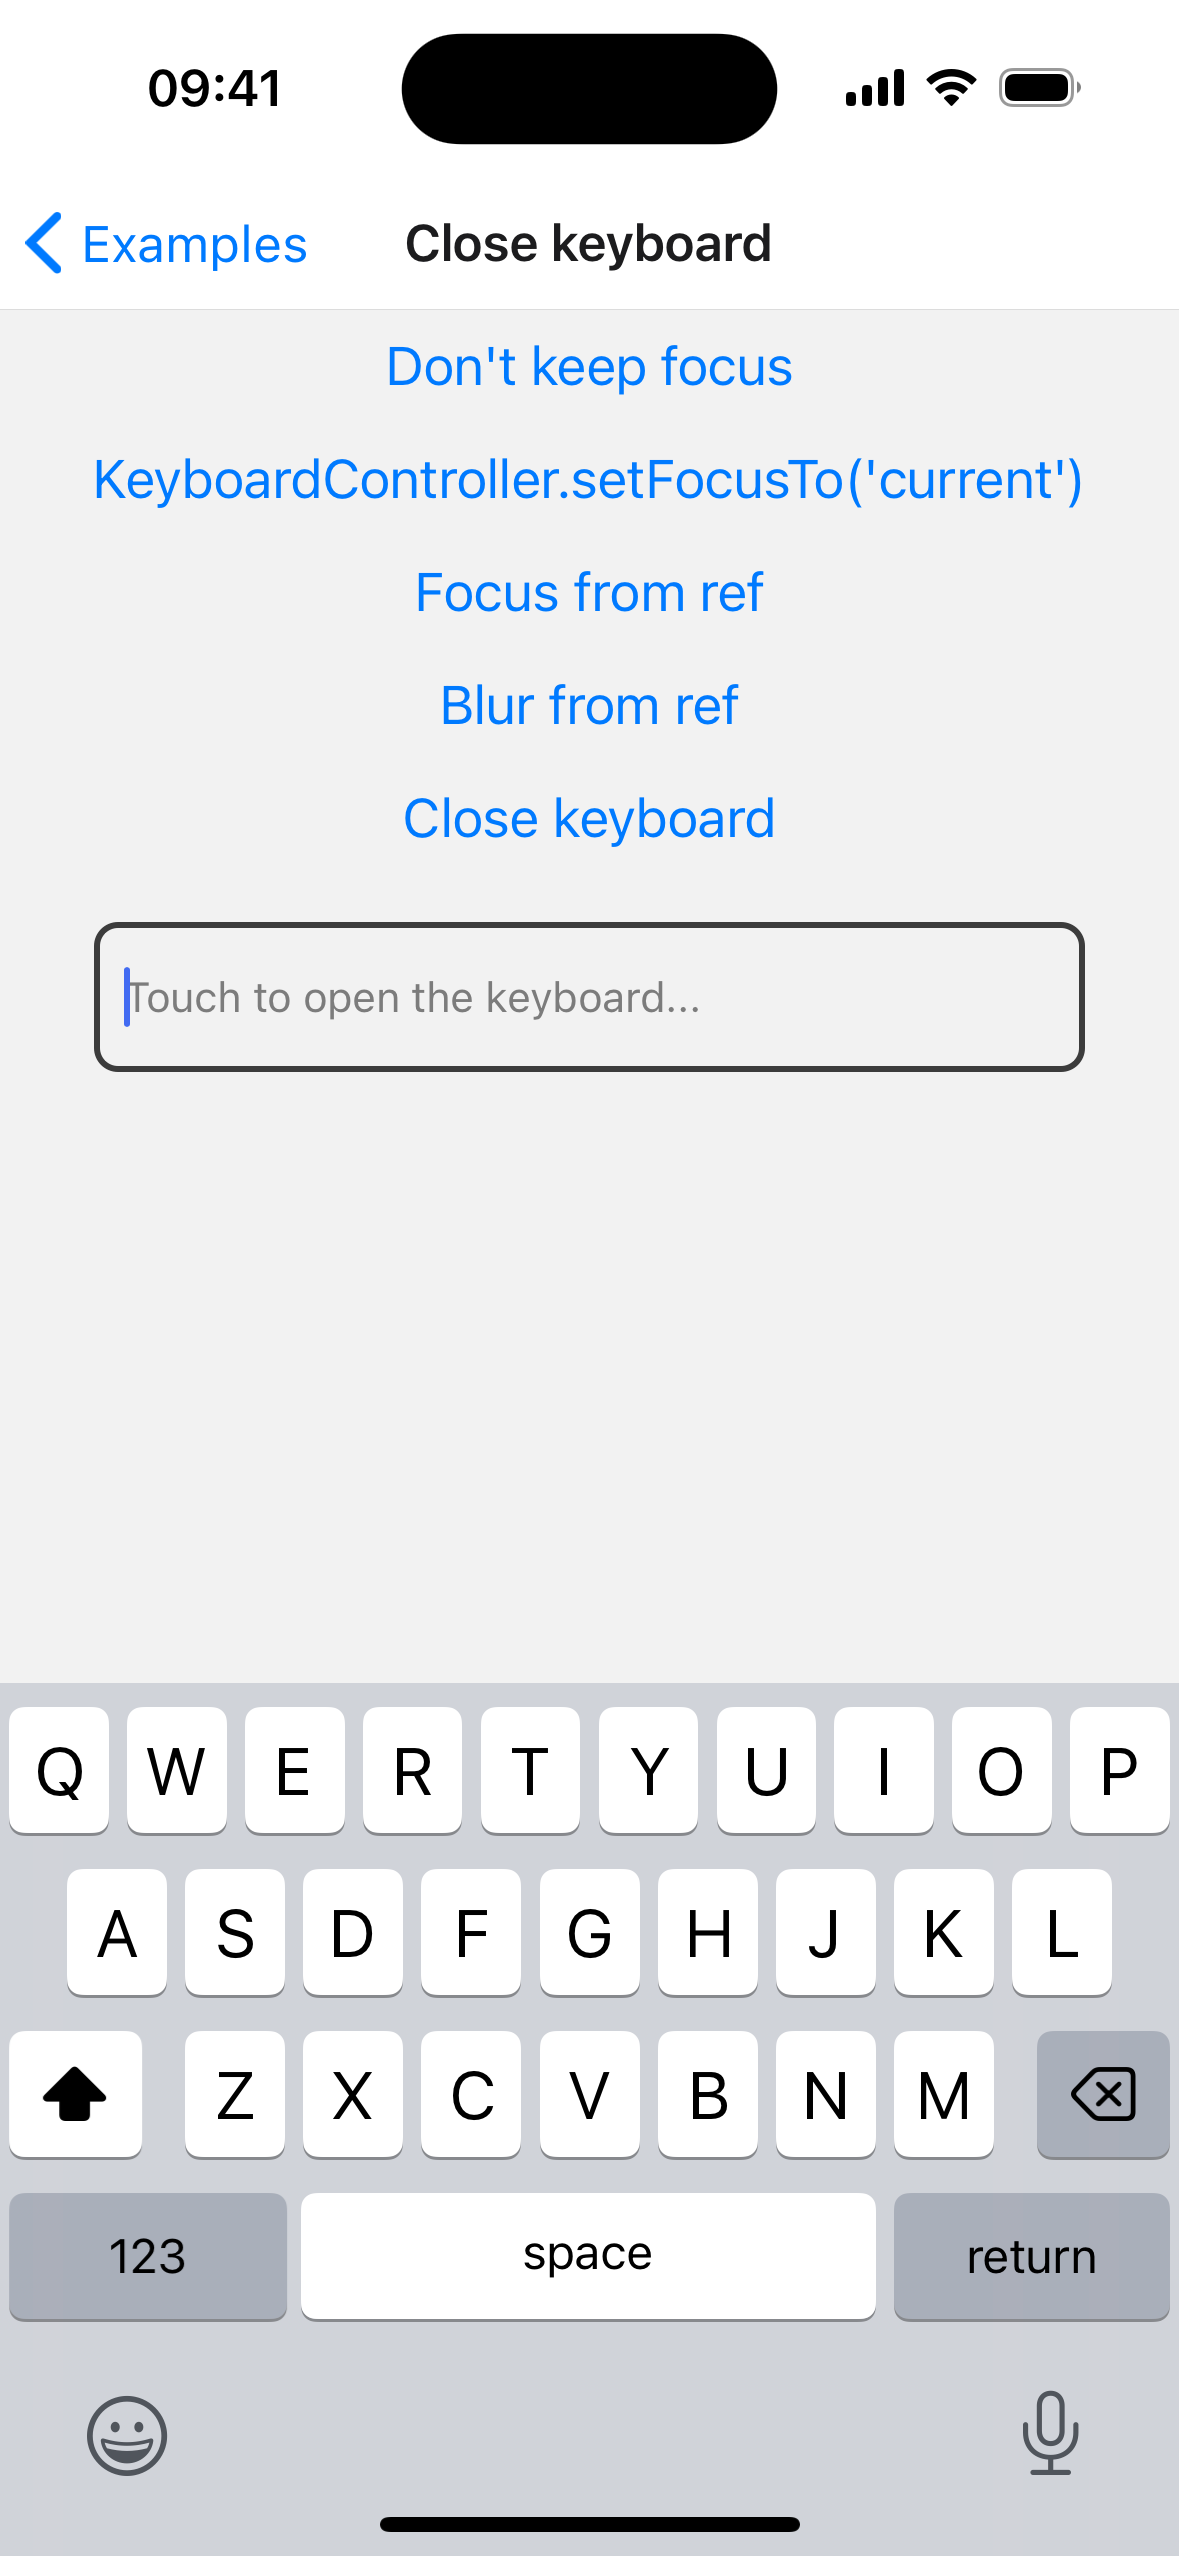 09:41
Examples
Close keyboard
Don't keep focus
KeyboardController.setFocusTo('current')
Focus from ref
Blur from ref
Close keyboard
Touch to open the keyboard...
Q W E R T Y U I O P
A S D F G H J K L
Z X C V B N M
123 space return